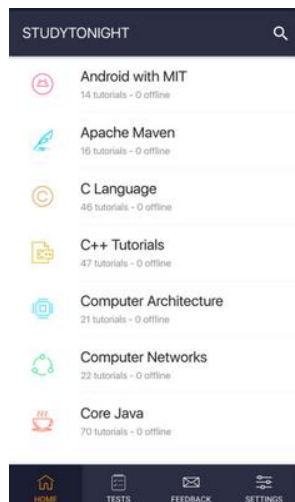 STUDYTONIGHT
Android with MIT
14 tutorials - 0 offline
Apache Maven
16 tutorials - 0 offline
C Language
46 tutorials - 0 offline
C++ Tutorials
47 tutorials - 0 offline
Computer Architecture
21 tutorials - 0 offline
Computer Networks
22 tutorials - 0 offline
Core Java
70 tutorials - 0 offline
HOME TESTS FEEDBACK SETTINGS